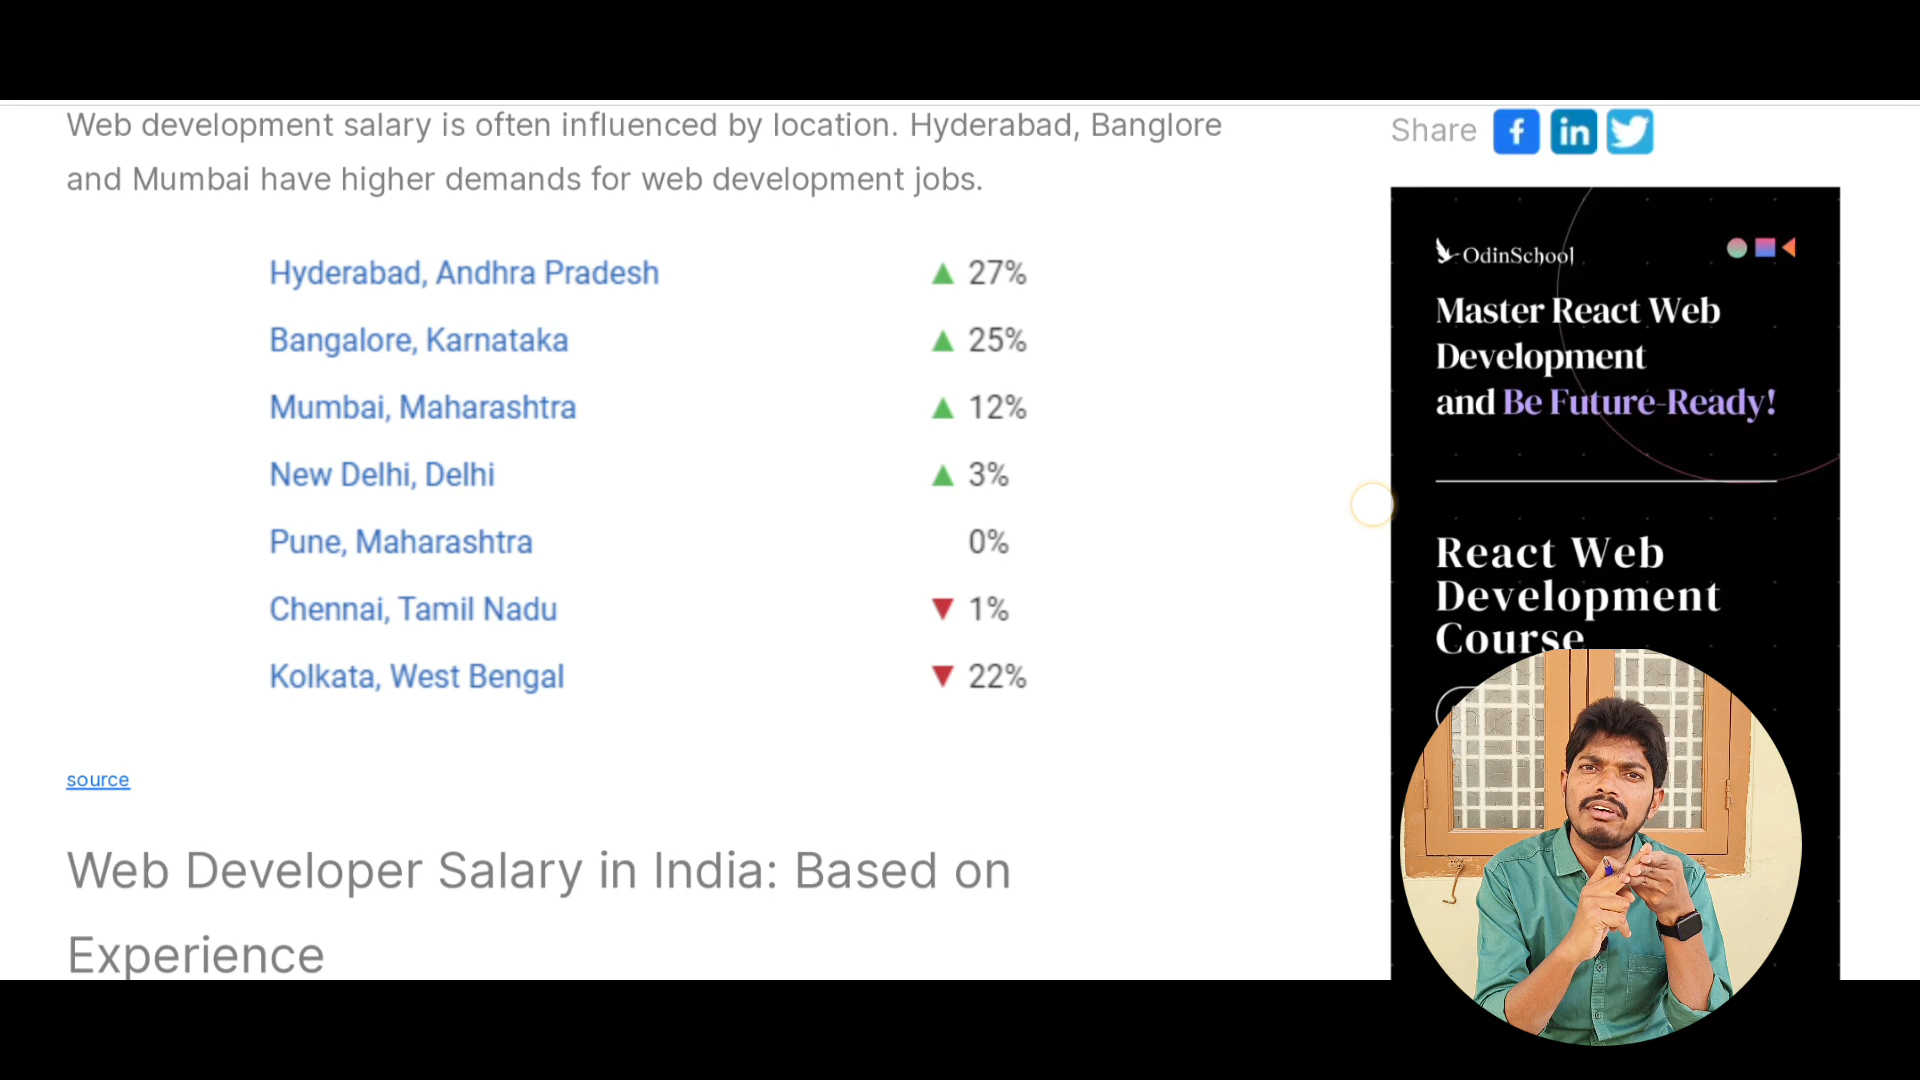 Web development salary is often influenced by location. Hyderabad, Banglore
and Mumbai have higher demands for web development jobs.
Hyderabad, Andhra Pradesh ▲ 27%
Bangalore, Karnataka ▲ 25%
Mumbai, Maharashtra ▲ 12%
New Delhi, Delhi ▲ 3%
Pune, Maharashtra 0%
Chennai, Tamil Nadu ▼ 1%
Kolkata, West Bengal ▼ 22%
source
Web Developer Salary in India: Based on
Experience
Share
OdinSchool
Master React Web
Development
and Be Future-Ready!
React Web
Development
Course